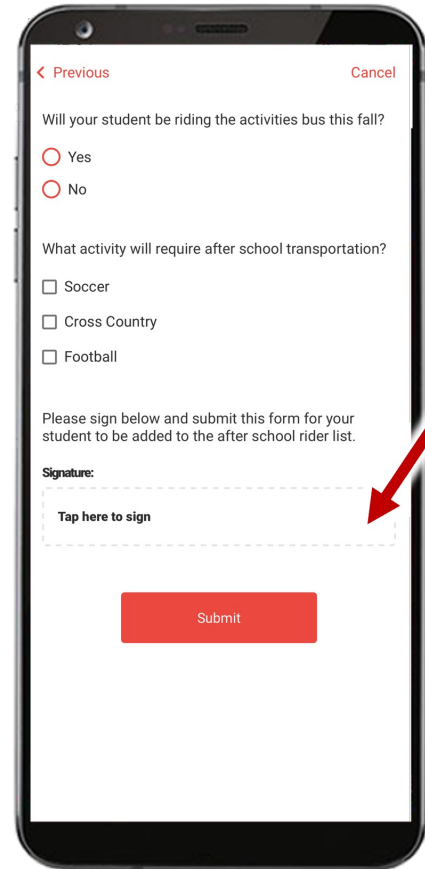 Previous
Cancel
Will your student be riding the activities bus this fall?
Yes
No
What activity will require after school transportation?
Soccer
Cross Country
Football
Please sign below and submit this form for your
student to be added to the after school rider list.
Signature:
Tap here to sign
Submit